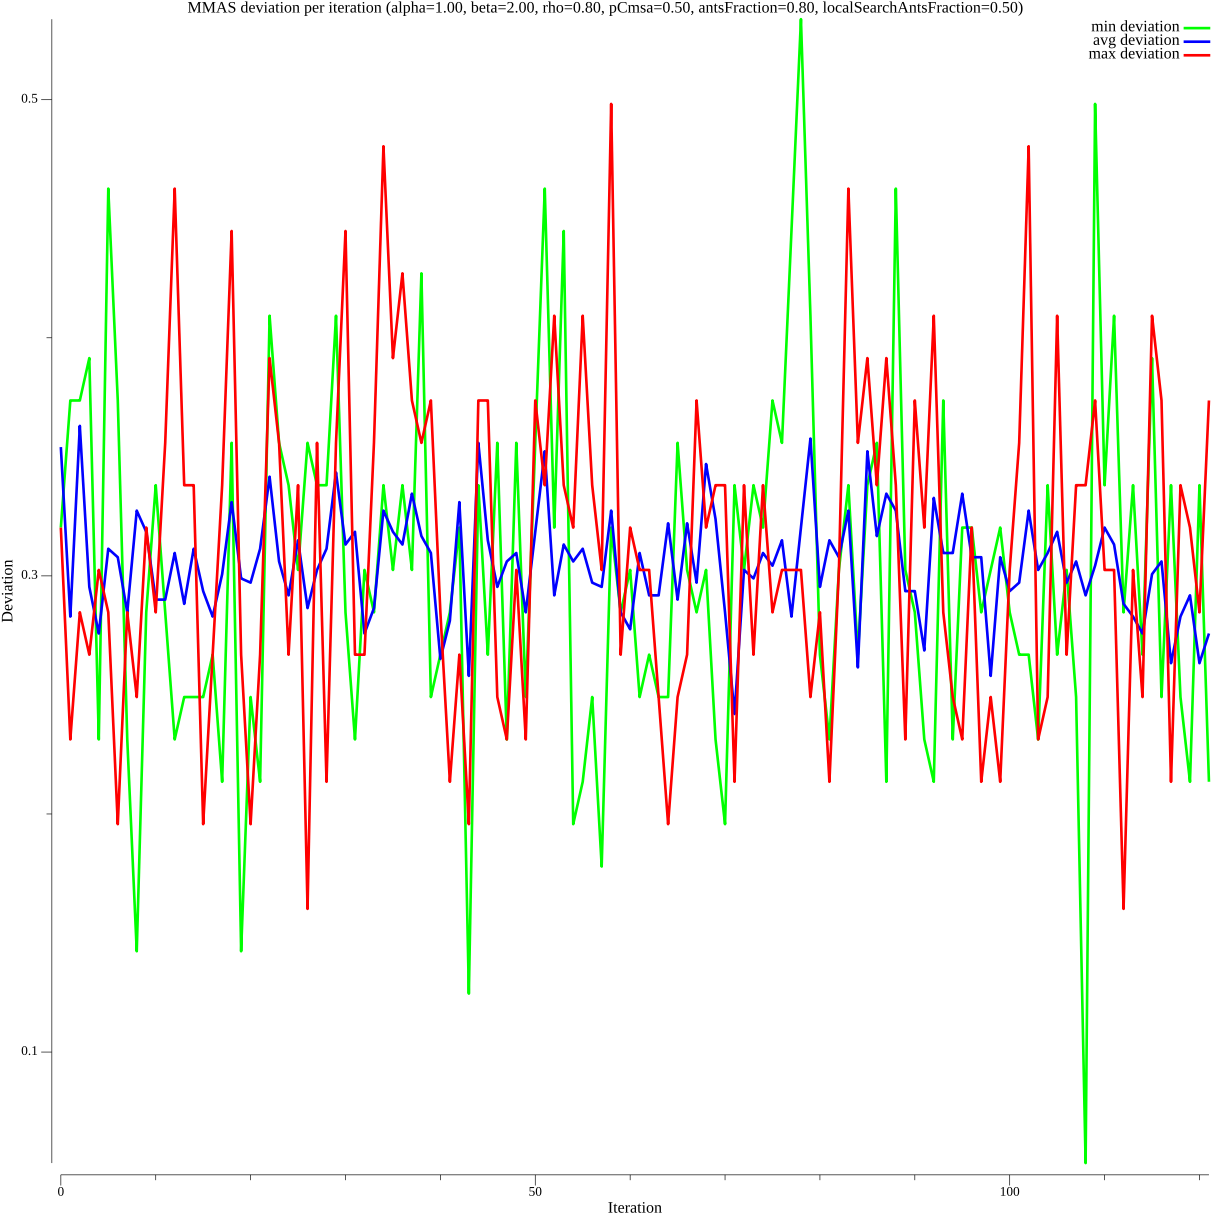 MMAS deviation per iteration (alpha=1.00, beta=2.00, rho=0.80, pCmsa=0.50, antsFraction=0.80, localSearchAntsFraction=0.50)
min deviation
avg deviation
max deviation
0.5
0.3
0.1
Deviation
0
50
100
Iteration